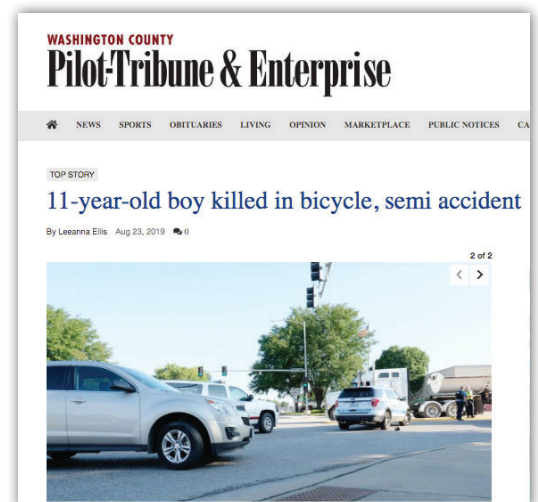 WASHINGTON COUNTY
Pilot-Tribune & Enterprise
NEWS SPORTS OBITUARIES LIVING OPINION MARKETPLACE PUBLIC NOTICES CA
TOP STORY
11-year-old boy killed in bicycle, semi accident
By Leeanna Ellis Aug 23, 2019 0
2 of 2